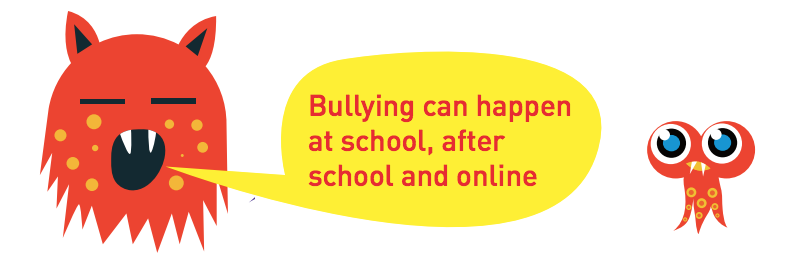 Bullying can happen
at school, after
school and online